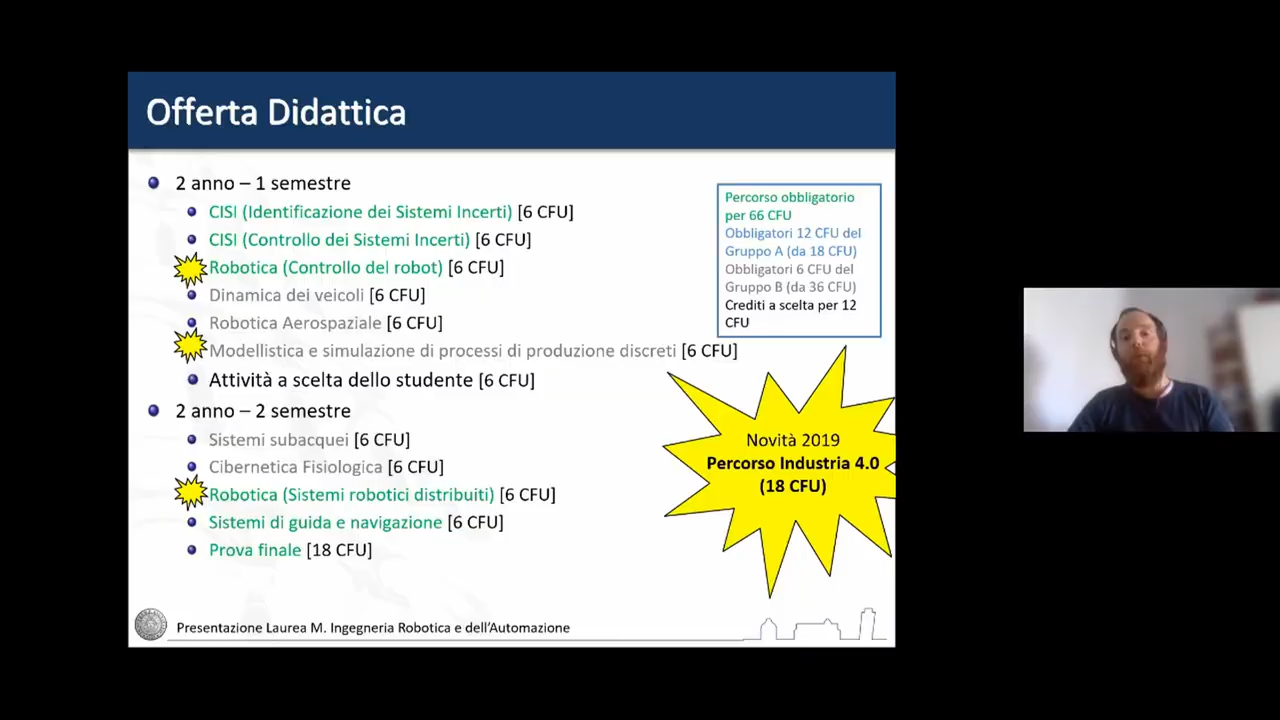 Offerta Didattica
2 anno – 1 semestre
CISI (Identificazione dei Sistemi Incerti) [6 CFU]
CISI (Controllo dei Sistemi Incerti) [6 CFU]
Robotica (Controllo del robot) [6 CFU]
Dinamica dei veicoli [6 CFU]
Robotica Aerospaziale [6 CFU]
Modellistica e simulazione di processi di produzione discreti [6 CFU]
Attività a scelta dello studente [6 CFU]
2 anno – 2 semestre
Sistemi subacquei [6 CFU]
Cibernetica Fisiologica [6 CFU]
Robotica (Sistemi robotici distribuiti) [6 CFU]
Sistemi di guida e navigazione [6 CFU]
Prova finale [18 CFU]
Percorso obbligatorio
per 66 CFU
Obbligatori 12 CFU del
Gruppo A (da 18 CFU)
Obbligatori 6 CFU del
Gruppo B (da 36 CFU)
Crediti a scelta per 12
CFU
Novità 2019
Percorso Industria 4.0
(18 CFU)
Presentazione Laurea M. Ingegneria Robotica e dell'Automazione